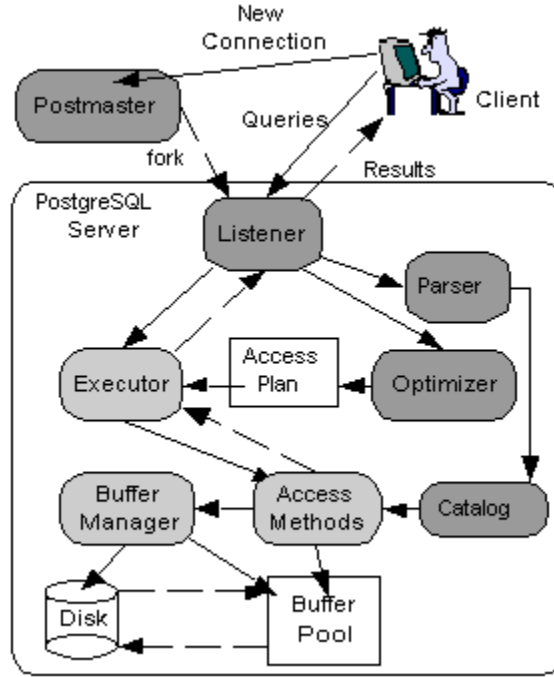 New
Connection
Postmaster
Queries
Client
fork
Results
PostgreSQL
Server
Listener
Parser
Executor
Access
Plan
Optimizer
Buffer
Manager
Access
Methods
Catalog
Disk
Buffer
Pool